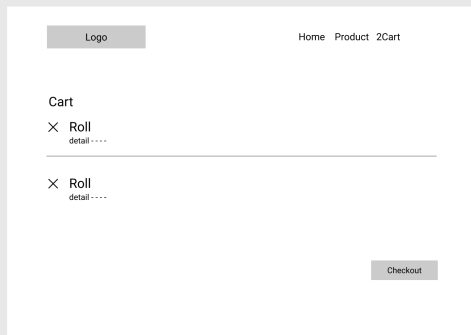 Logo
Home Product 2Cart
Cart
Roll
detail - - - -
Roll
detail - - - -
Checkout